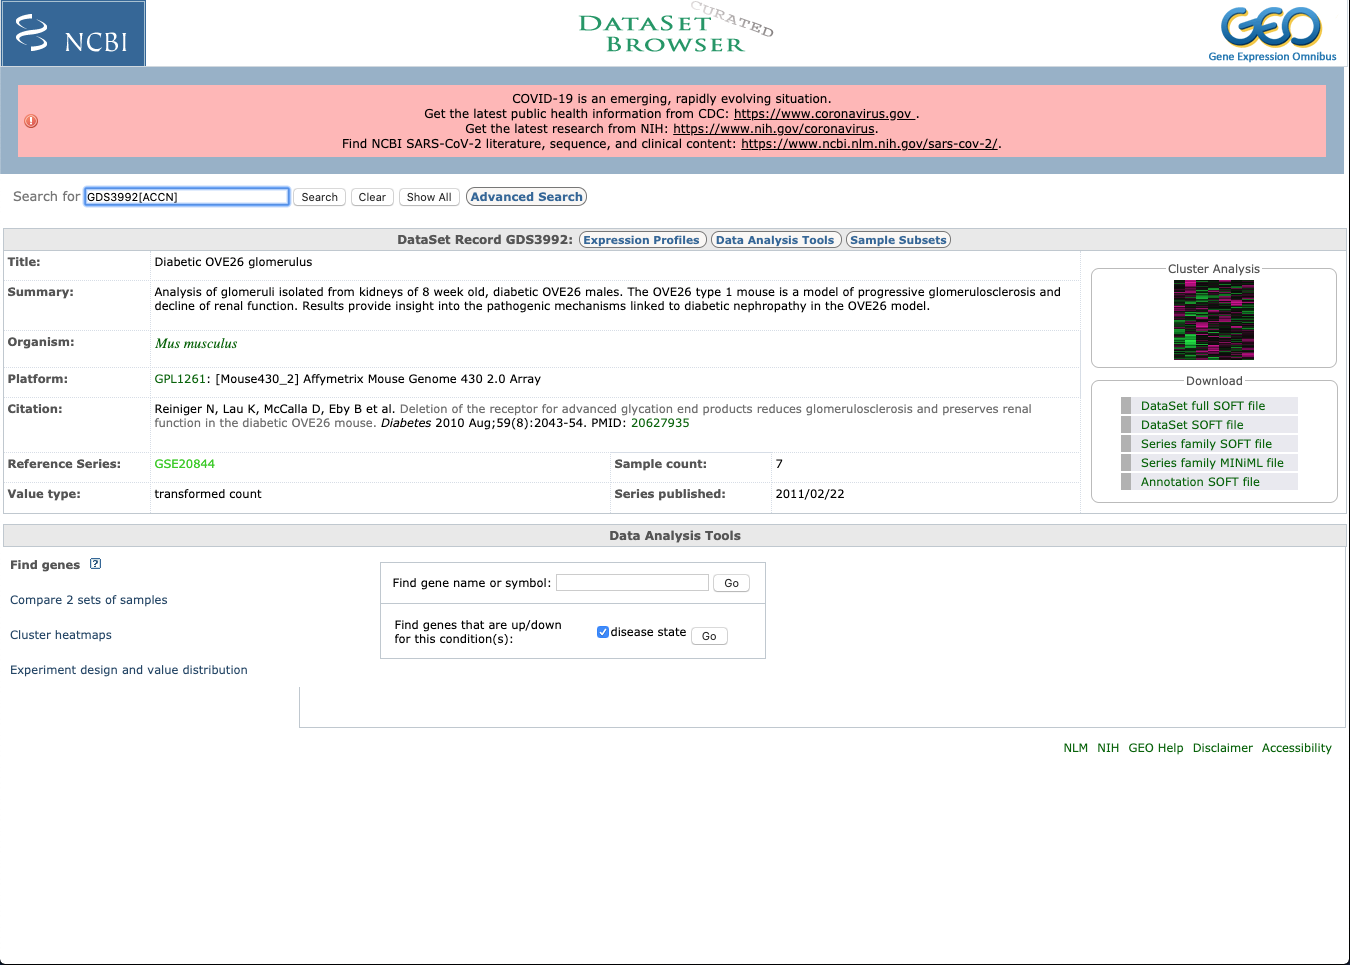 NCBI
DATASET
BROWSER
CURATED
GEO
Gene Expression Omnibus
COVID-19 is an emerging, rapidly evolving situation.
Get the latest public health information from CDC: https://www.coronavirus.gov .
Get the latest research from NIH: https://www.nih.gov/coronavirus.
Find NCBI SARS-CoV-2 literature, sequence, and clinical content: https://www.ncbi.nlm.nih.gov/sars-cov-2/.
Search for GDS3992[ACCN] Search Clear Show All Advanced Search
DataSet Record GDS3992: Expression Profiles Data Analysis Tools Sample Subsets
Title: Diabetic OVE26 glomerulus
Summary: Analysis of glomeruli isolated from kidneys of 8 week old, diabetic OVE26 males. The OVE26 type 1 mouse is a model of progressive glomerulosclerosis and
decline of renal function. Results provide insight into the pathogenic mechanisms linked to diabetic nephropathy in the OVE26 model.
Organism: Mus musculus
Platform: GPL1261: [Mouse430_2] Affymetrix Mouse Genome 430 2.0 Array
Citation: Reiniger N, Lau K, McCalla D, Eby B et al. Deletion of the receptor for advanced glycation end products reduces glomerulosclerosis and preserves renal
function in the diabetic OVE26 mouse. Diabetes 2010 Aug;59(8):2043-54. PMID: 20627935
Reference Series: GSE20844 Sample count: 7
Value type: transformed count Series published: 2011/02/22
Cluster Analysis
Download
DataSet full SOFT file
DataSet SOFT file
Series family SOFT file
Series family MINiML file
Annotation SOFT file
Data Analysis Tools
Find genes ?
Compare 2 sets of samples
Cluster heatmaps
Experiment design and value distribution
Find gene name or symbol: Go
Find genes that are up/down
for this condition(s): disease state Go
NLM NIH GEO Help Disclaimer Accessibility